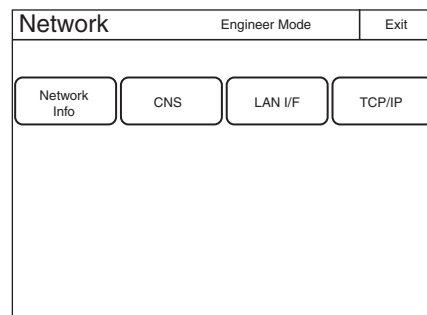 Network Engineer Mode Exit
Network
Info
CNS
LAN I/F
TCP/IP